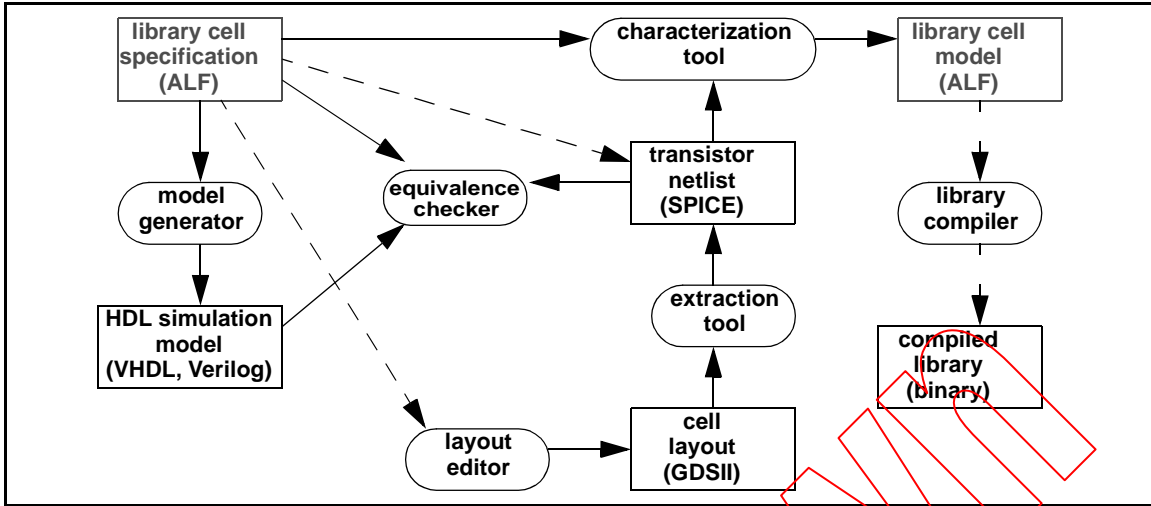 library cell
specification
(ALF)
characterization
tool
library cell
model
(ALF)
model
generator
equivalence
checker
transistor
netlist
(SPICE)
library
compiler
HDL simulation
model
(VHDL, Verilog)
extraction
tool
compiled
library
(binary)
layout
editor
cell
layout
(GDSII)